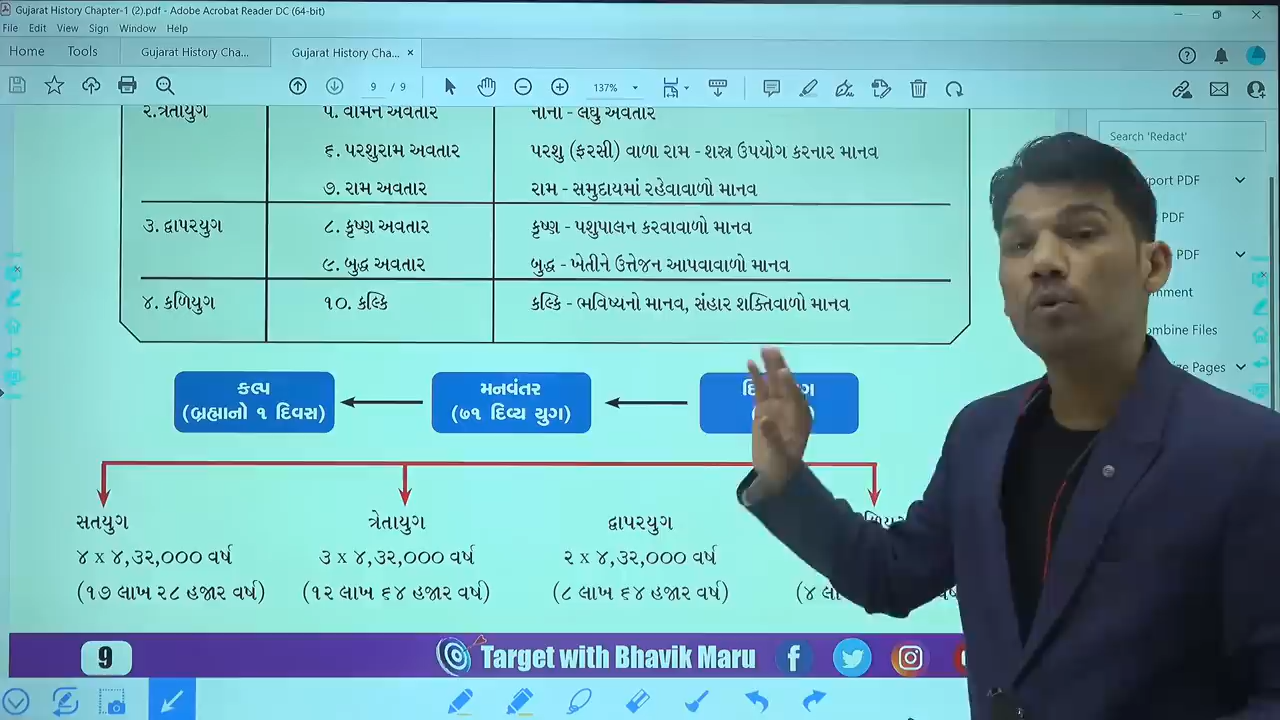 Gujarat History Chapter-1 (2).pdf - Adobe Acrobat Reader DC (64-bit)
File Edit View Sign Window Help
Home Tools Gujarat History Cha... Gujarat History Cha... ×
9 / 9 137%
Search 'Redact'
xport PDF
PDF
PDF
mment
ombine Files
ze Pages
૨.ત્રેતાયુગ ૫. વામન અવતાર નાના - લઘુ અવતાર
૬. પરશુરામ અવતાર પરશુ (ફરસી) વાળા રામ - શસ્ત્ર ઉપયોગ કરનાર માનવ
૭. રામ અવતાર રામ - સમુદાયમાં રહેવાવાળો માનવ
૩. દ્વાપરયુગ ૮. કૃષ્ણ અવતાર કૃષ્ણ - પશુપાલન કરવાવાળો માનવ
૯. બુદ્ધ અવતાર બુદ્ધ - ખેતીને ઉત્તેજન આપવાવાળો માનવ
૪. કળિયુગ ૧૦. કલ્કિ કલ્કિ - ભવિષ્યનો માનવ, સંહાર શક્તિવાળો માનવ
કલ્પ
(બ્રહ્માનો ૧ દિવસ)
મનવંતર
(૭૧ દિવ્ય યુગ)
સતયુગ ત્રેતાયુગ દ્વાપરયુગ
૪ x ૪,૩૨,૦૦૦ વર્ષ ૩ x ૪,૩૨,૦૦૦ વર્ષ ૨ x ૪,૩૨,૦૦૦ વર્ષ
(૧૭ લાખ ૨૮ હજાર વર્ષ) (૧૨ લાખ ૬૪ હજાર વર્ષ) (૮ લાખ ૬૪ હજાર વર્ષ) (૪ લા
9 Target with Bhavik Maru